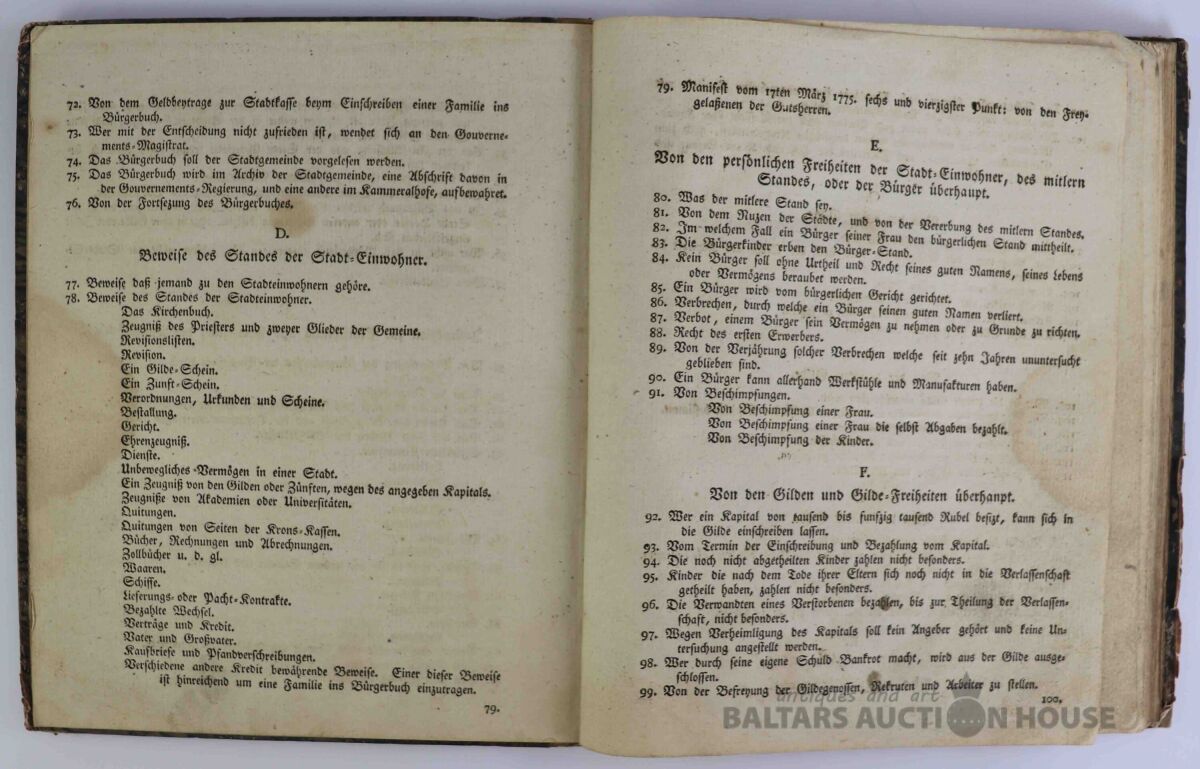 72. Von dem Geldbeytrage zur Stadtkasse beym Einschreiben einer Familie ins
Bürgerbuch.
73. Wer mit der Entscheidung nicht zufrieden ist, wendet sich an den Gouverne-
ments-Magistrat.
74. Das Bürgerbuch soll der Stadtgemeinde vorgelesen werden.
75. Das Bürgerbuch wird im Archiv der Stadtgemeinde, eine Abschrift davon in
der Gouvernements-Regierung, und eine andere im Kammeralhofe, aufbewahret.
76. Von der Fortsezung des Bürgerbuches.
D.
Beweise des Standes der Stadt-Einwohner.
77. Beweise daß jemand zu den Stadteinwohnern gehöre.
78. Beweise des Standes der Stadteinwohner.
Das Kirchenbuch.
Zeugniß des Priesters und zweyer Glieder der Gemeine.
Revisionslisten.
Revision.
Ein Gilde-Schein.
Ein Zunft-Schein.
Verordnungen, Urkunden und Scheine.
Bestallung.
Gericht.
Ehrenzeugniß.
Dienste.
Unbewegliches Vermögen in einer Stadt.
Ein Zeugniß von den Gilden oder Zünften, wegen des angegeben Kapitals.
Zeugniße von Akademien oder Universitäten.
Quitungen.
Quitungen von Seiten der Krons-Kassen.
Bücher, Rechnungen und Abrechnungen.
Zollbücher u. d. gl.
Waaren.
Schiffe.
Lieferungs- oder Pacht-Kontrakte.
Bezahlte Wechsel.
Verträge und Kredit.
Vater und Großvater.
Kaufbriefe und Pfandverschreibungen.
Verschiedene andere Kredit bewährende Beweise. Einer dieser Beweise
ist hinreichend um eine Familie ins Bürgerbuch einzutragen.
79.
79. Manifest vom 17ten März 1775. sechs und vierzigster Punkt: von den Frey-
gelaßenen der Gutsherren.
E.
Von den persönlichen Freiheiten der Stadt-Einwohner, des mitlern
Standes, oder der Bürger überhaupt.
80. Was der mitlere Stand sey.
81. Von dem Nuzen der Städte, und von der Vererbung des mitlern Standes.
82. Im welchem Fall ein Bürger seiner Frau den bürgerlichen Stand mittheilt.
83. Die Bürgerkinder erben den Bürger-Stand.
84. Kein Bürger soll ohne Urtheil und Recht seines guten Namens, seines Lebens
oder Vermögens beraubet werden.
85. Ein Bürger wird vom bürgerlichen Gericht gerichtet.
86. Verbrechen, durch welche ein Bürger seinen guten Namen verliert.
87. Verbot, einem Bürger sein Vermögen zu nehmen oder zu Grunde zu richten.
88. Recht des ersten Erwerbers.
89. Von der Verjährung solcher Verbrechen welche seit zehn Jahren ununtersucht
geblieben sind.
90. Ein Bürger kann allerhand Werkstühle und Manufakturen haben.
91. Von Beschimpfungen.
Von Beschimpfung einer Frau.
Von Beschimpfung einer Frau die selbst Abgaben bezahlt.
Von Beschimpfung der Kinder.
F.
Von den Gilden und Gilde-Freiheiten überhaupt.
92. Wer ein Kapital von tausend bis funfzig tausend Rubel besizt, kann sich in
die Gilde einschreiben lassen.
93. Vom Termin der Einschreibung und Bezahlung vom Kapital.
94. Die noch nicht abgetheilten Kinder zahlen nicht besonders.
95. Kinder die nach dem Tode ihrer Eltern sich noch nicht in die Verlassenschaft
getheilt haben, zahlen nicht besonders.
96. Die Verwandten eines Verstorbenen bezahlen, bis zur Theilung der Verlassen-
schaft, nicht besonders.
97. Wegen Verheimligung des Kapitals soll kein Angeber gehört und keine Un-
tersuchung angestellt werden.
98. Wer durch seine eigene Schuld Bankrot macht, wird aus der Gilde ausge-
schlossen.
99. Von der Befreyung der Gildegenossen, Rekruten und Arbeiter zu stellen.
100.
antiques and art
BALTARS AUCTION HOUSE